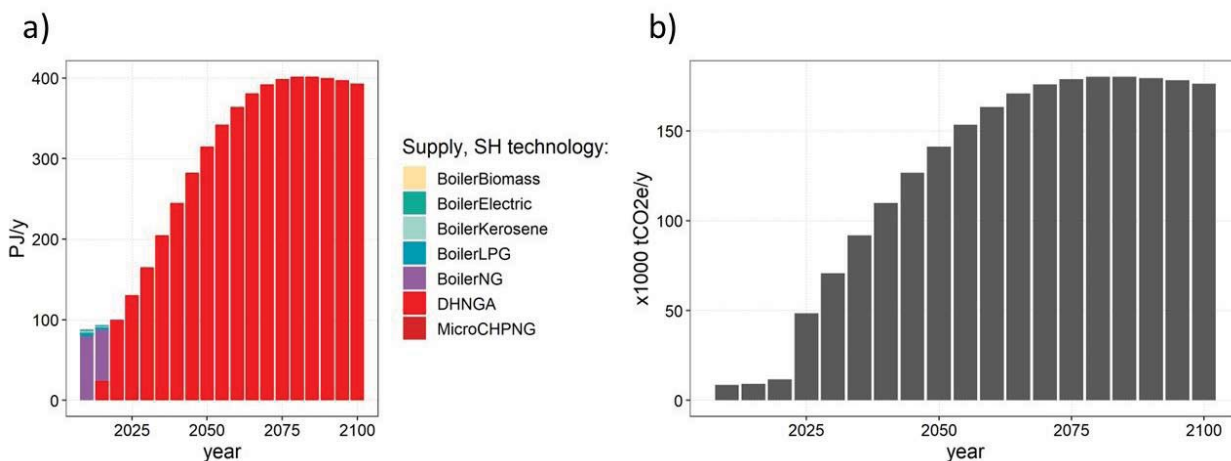 a)
400
300
200
100
0
PJ/y
2025 2050 2075 2100
year
Supply, SH technology:
BoilerBiomass
BoilerElectric
BoilerKerosene
BoilerLPG
BoilerNG
DHNGA
MicroCHPNG
b)
150
100
50
0
x1000 tCO2e/y
2025 2050 2075 2100
year